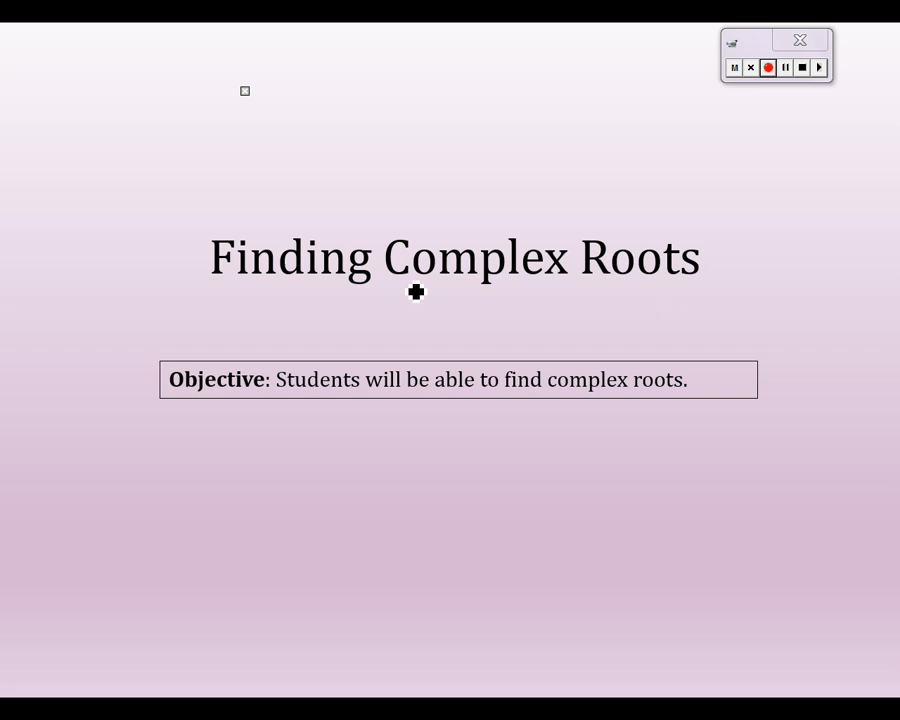 M
Finding Complex Roots
Objective: Students will be able to find complex roots.